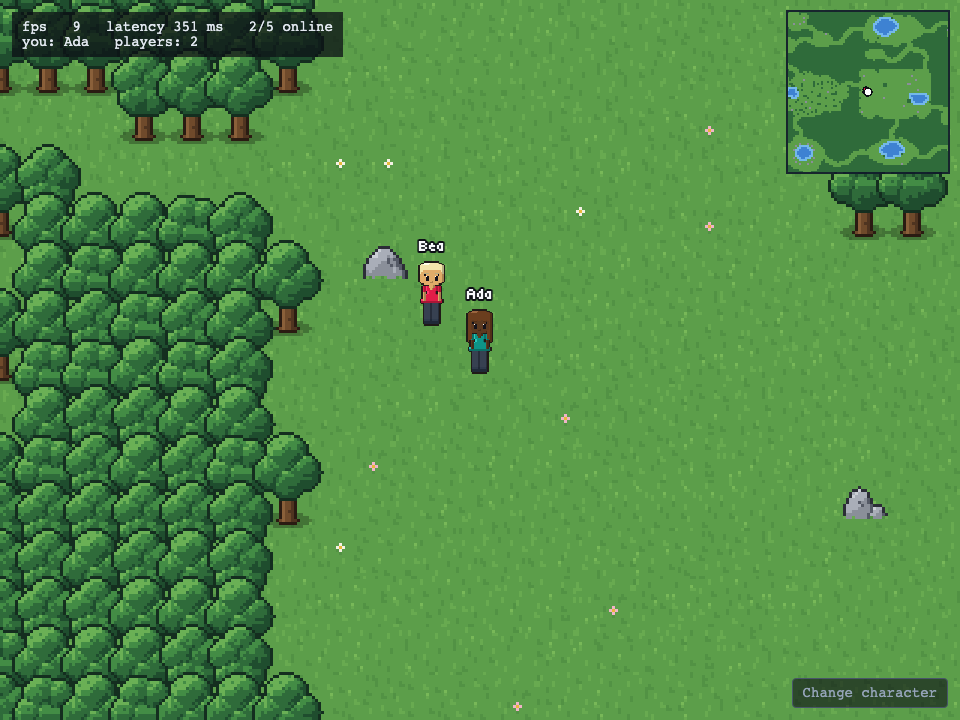 fps   9   latency 351 ms   2/5 online
you: Ada   players: 2
Bea
Ada
Change character